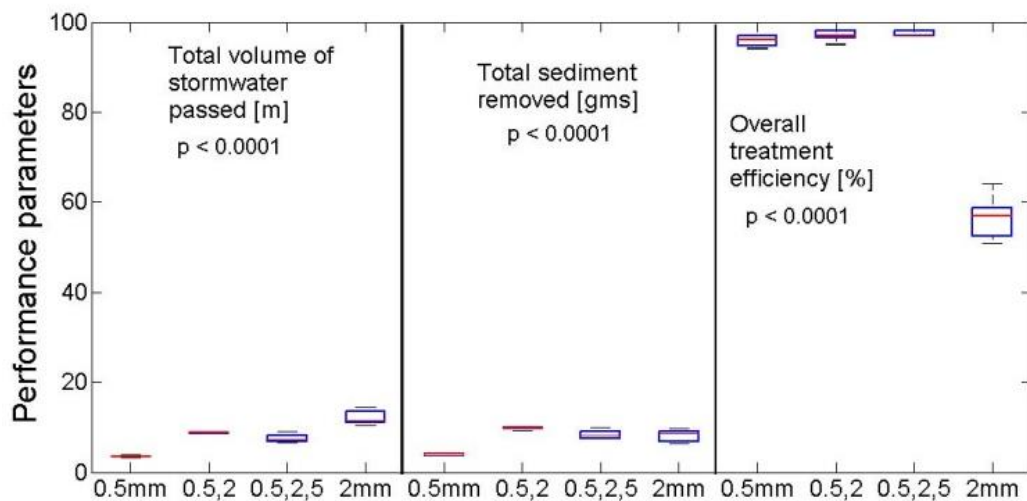 Performance parameters
100
80
60
40
20
0
Total volume of
stormwater
passed [m]
p < 0.0001
Total sediment
removed [gms]
p < 0.0001
Overall
treatment
efficiency [%]
p < 0.0001
0.5mm 0.5,2 0.5,2,5 2mm 0.5mm 0.5,2 0.5,2,5 2mm 0.5mm 0.5,2 0.5,2,5 2mm